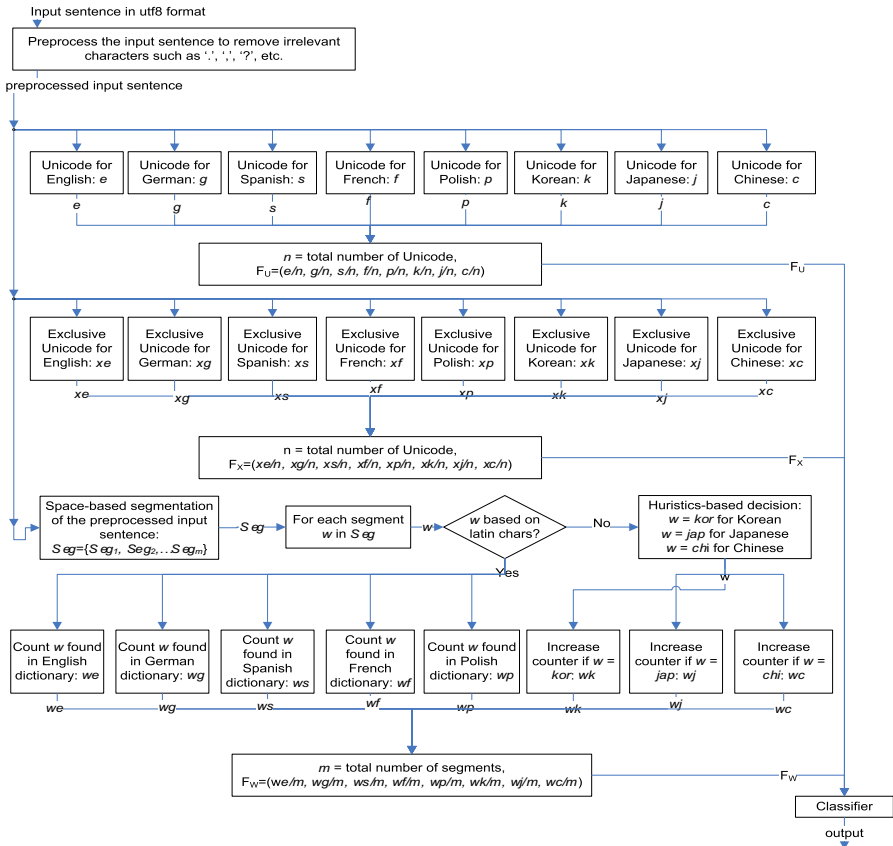 Input sentence in utf8 format
Preprocess the input sentence to remove irrelevant
characters such as ‘.’, ‘,’, ‘?’, etc.
preprocessed input sentence
Unicode for
English: e
Unicode for
German: g
Unicode for
Spanish: s
Unicode for
French: f
Unicode for
Polish: p
Unicode for
Korean: k
Unicode for
Japanese: j
Unicode for
Chinese: c
e
g
s
f
p
k
j
c
n = total number of Unicode,
FU=(e/n, g/n, s/n, f/n, p/n, k/n, j/n, c/n)
FU
Exclusive
Unicode for
English: xe
Exclusive
Unicode for
German: xg
Exclusive
Unicode for
Spanish: xs
Exclusive
Unicode for
French: xf
Exclusive
Unicode for
Polish: xp
Exclusive
Unicode for
Korean: xk
Exclusive
Unicode for
Japanese: xj
Exclusive
Unicode for
Chinese: xc
xe
xg
xs
xf
xp
xk
xj
xc
n = total number of Unicode,
FX=(xe/n, xg/n, xs/n, xf/n, xp/n, xk/n, xj/n, xc/n)
FX
Space-based segmentation
of the preprocessed input
sentence:
Seg={Seg1, Seg2,...Segm}
Seg
For each segment
w in Seg
w
w based on
latin chars?
No
Yes
Huristics-based decision:
w = kor for Korean
w = jap for Japanese
w = chi for Chinese
w
Count w found
in English
dictionary: we
Count w found
in German
dictionary: wg
Count w
found in
Spanish
dictionary: ws
Count w
found in
French
dictionary: wf
Count w found
in Polish
dictionary: wp
Increase
counter if w =
kor: wk
Increase
counter if w =
jap: wj
Increase
counter if w =
chi: wc
we
wg
ws
wf
wp
wk
wj
wc
m = total number of segments,
FW=(we/m, wg/m, ws/m, wf/m, wp/m, wk/m, wj/m, wc/m)
FW
Classifier
output